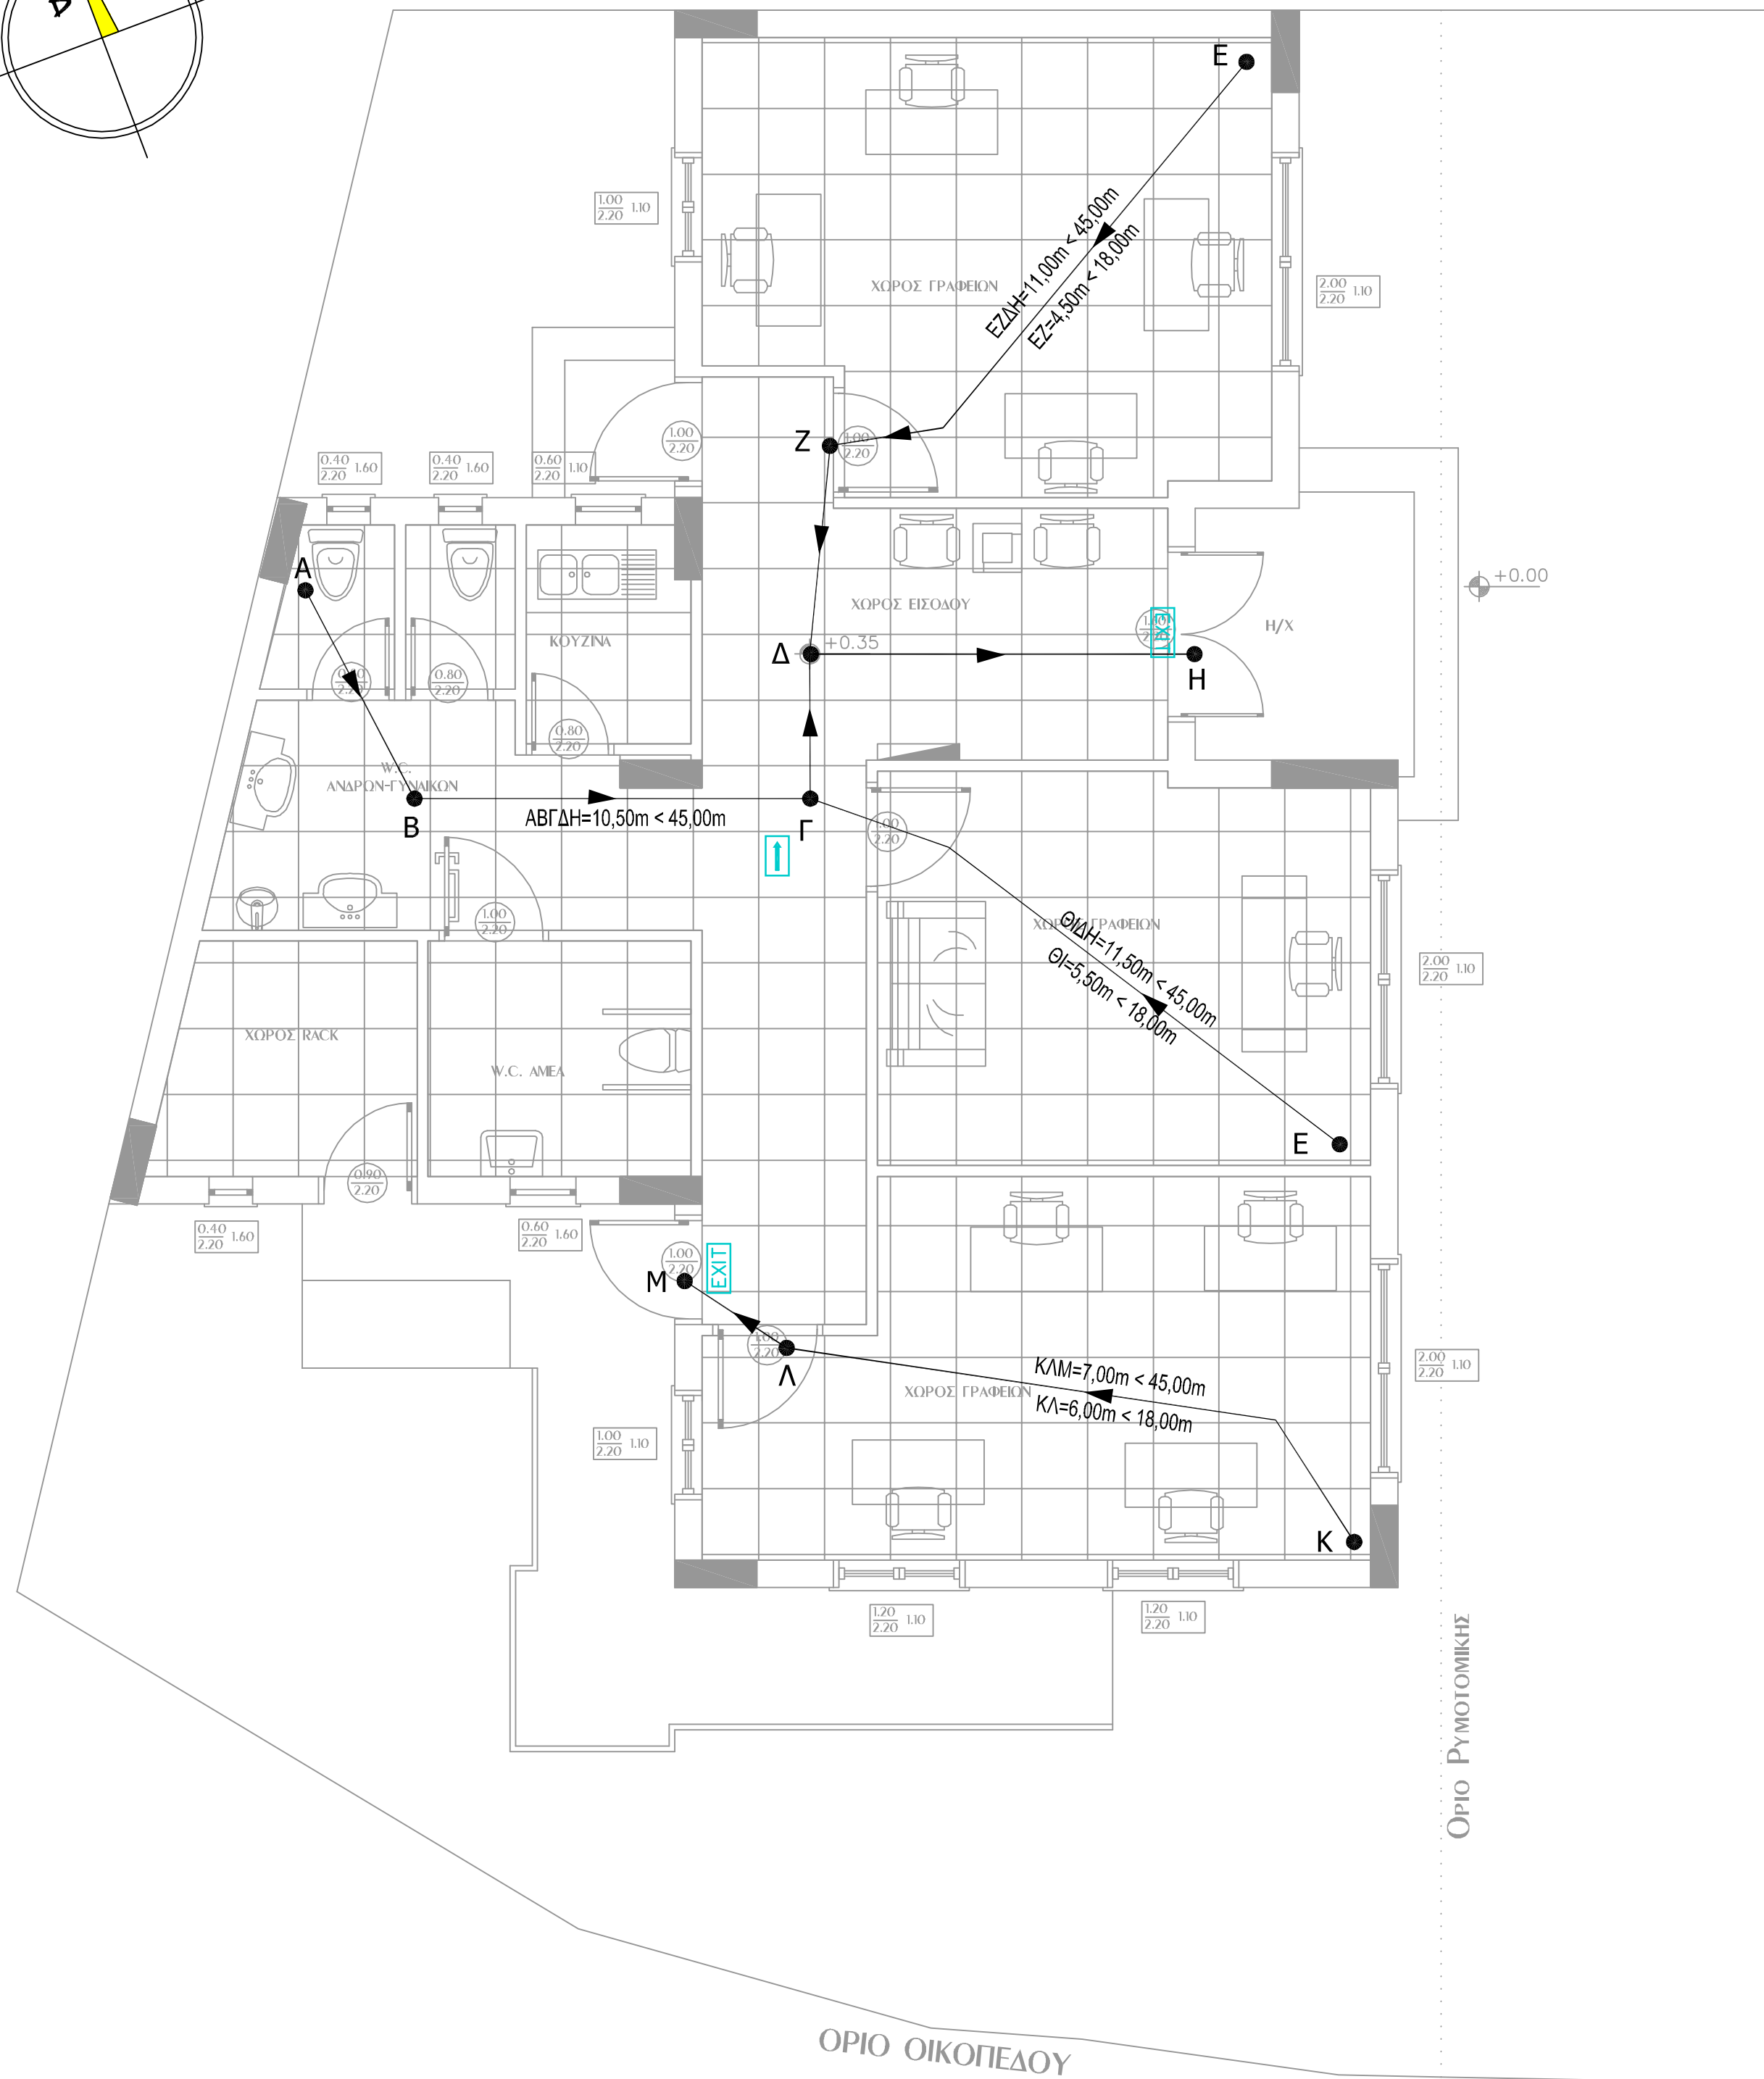 Δ
E
1.00
2.20 1.10
ΕΖΔΗ=11,00m < 45,00m
ΕΖ=4,50m < 18,00m
ΧΩΡΟΣ ΓΡΑΦΕΙΩΝ
2.00
2.20 1.10
1.00
2.20
Z
1.00
2.20
0.40
2.20 1.60
0.40
2.20 1.60
0.60
2.20 1.10
A
ΧΩΡΟΣ ΕΙΣΟΔΟΥ
+0.00
ΚΟΥΖΙΝΑ
EXIT
Η/Χ
Δ
+0.35
H
2.20
0.80
2.20
0.80
2.20
W.C.
ΑΝΔΡΩΝ-ΓΥΝΑΙΚΩΝ
B
ΑΒΓΔΗ=10,50m < 45,00m
Γ
1.00
2.20
1.00
2.20
ΧΩΡΟΣ ΓΡΑΦΕΙΩΝ
ΘΙΔΗ=11,50m < 45,00m
ΘΙ=5,50m < 18,00m
2.00
2.20 1.10
ΧΩΡΟΣ RACK
W.C. ΑΜΕΑ
E
0.90
2.20
0.40
2.20 1.60
0.60
2.20 1.60
1.00
2.20
M
EXIT
1.00
2.20
Λ
ΚΛΜ=7,00m < 45,00m
ΚΛ=6,00m < 18,00m
ΧΩΡΟΣ ΓΡΑΦΕΙΩΝ
2.00
2.20 1.10
1.00
2.20 1.10
K
1.20
2.20 1.10
1.20
2.20 1.10
Οριο Ρυμοτομικης
ΟΡΙΟ ΟΙΚΟΠΕΔΟΥ